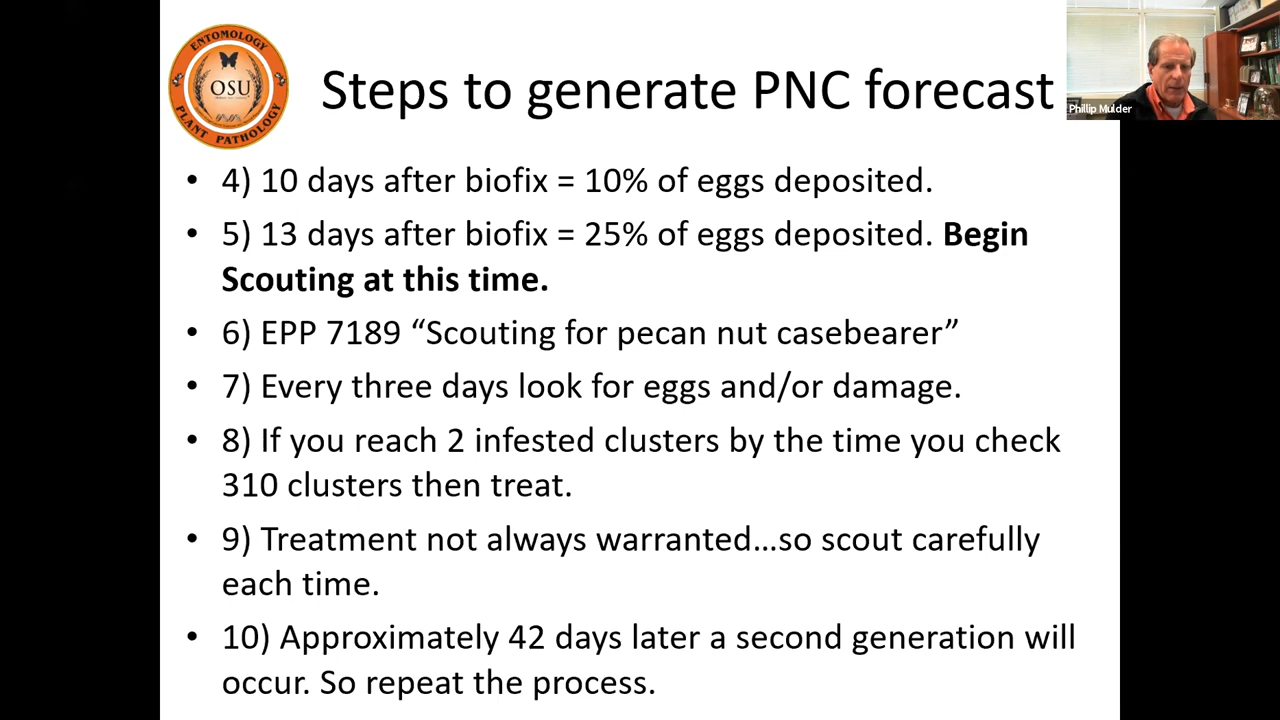 ENTOMOLOGY
OSU
PLANT PATHOLOGY
Steps to generate PNC forecast
Phillip Mulder
• 4) 10 days after biofix = 10% of eggs deposited.
• 5) 13 days after biofix = 25% of eggs deposited. Begin
Scouting at this time.
• 6) EPP 7189 “Scouting for pecan nut casebearer”
• 7) Every three days look for eggs and/or damage.
• 8) If you reach 2 infested clusters by the time you check
310 clusters then treat.
• 9) Treatment not always warranted...so scout carefully
each time.
• 10) Approximately 42 days later a second generation will
occur. So repeat the process.